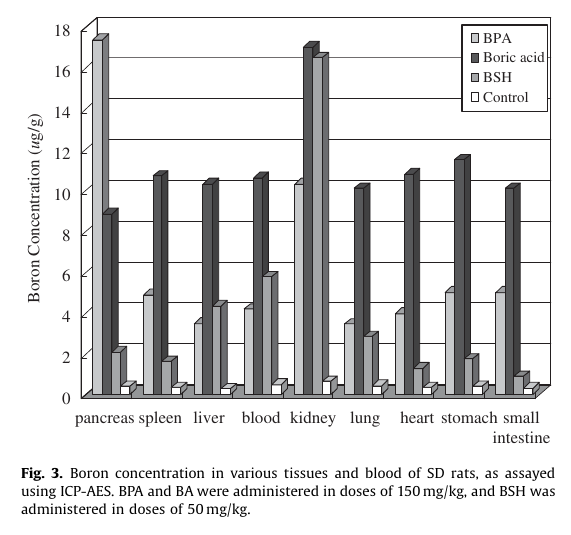 18
16
14
12
10
8
6
4
2
0
Boron Concentration (ug/g)
BPA
Boric acid
BSH
Control
pancreas spleen liver blood kidney lung heart stomach small
intestine
Fig. 3. Boron concentration in various tissues and blood of SD rats, as assayed
using ICP-AES. BPA and BA were administered in doses of 150 mg/kg, and BSH was
administered in doses of 50 mg/kg.